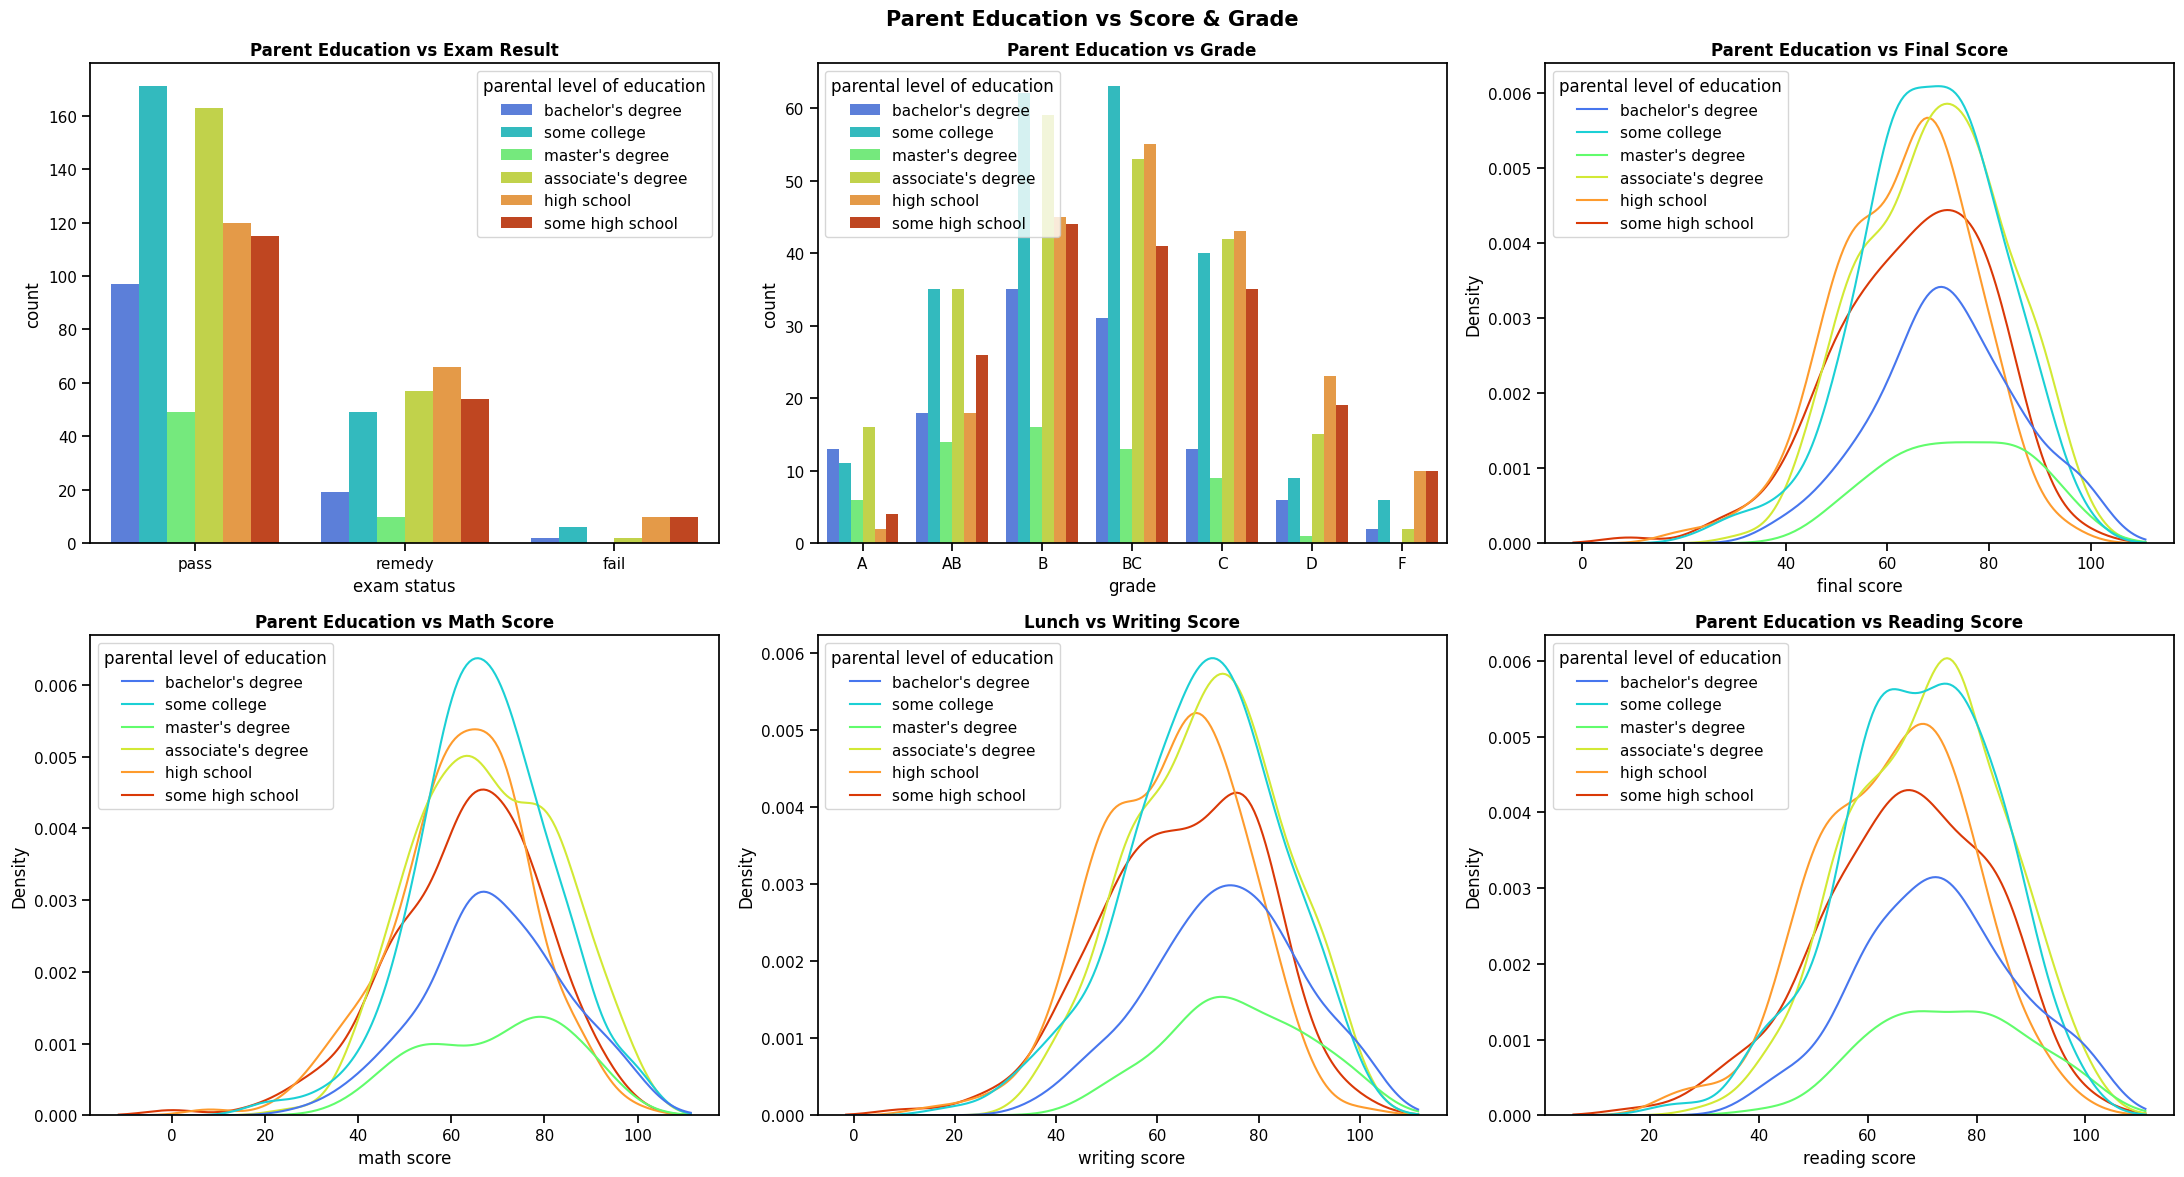 Parent Education vs Score & Grade
Parent Education vs Exam Result
parental level of education
bachelor's degree
some college
master's degree
associate's degree
high school
some high school
count
160
140
120
100
80
60
40
20
0
pass remedy fail
exam status
Parent Education vs Grade
parental level of education
bachelor's degree
some college
master's degree
associate's degree
high school
some high school
count
60
50
40
30
20
10
0
A AB B BC C D F
grade
Parent Education vs Final Score
parental level of education
bachelor's degree
some college
master's degree
associate's degree
high school
some high school
Density
0.006
0.005
0.004
0.003
0.002
0.001
0.000
0 20 40 60 80 100
final score
Parent Education vs Math Score
parental level of education
bachelor's degree
some college
master's degree
associate's degree
high school
some high school
Density
0.006
0.005
0.004
0.003
0.002
0.001
0.000
0 20 40 60 80 100
math score
Lunch vs Writing Score
parental level of education
bachelor's degree
some college
master's degree
associate's degree
high school
some high school
Density
0.006
0.005
0.004
0.003
0.002
0.001
0.000
0 20 40 60 80 100
writing score
Parent Education vs Reading Score
parental level of education
bachelor's degree
some college
master's degree
associate's degree
high school
some high school
Density
0.006
0.005
0.004
0.003
0.002
0.001
0.000
20 40 60 80 100
reading score